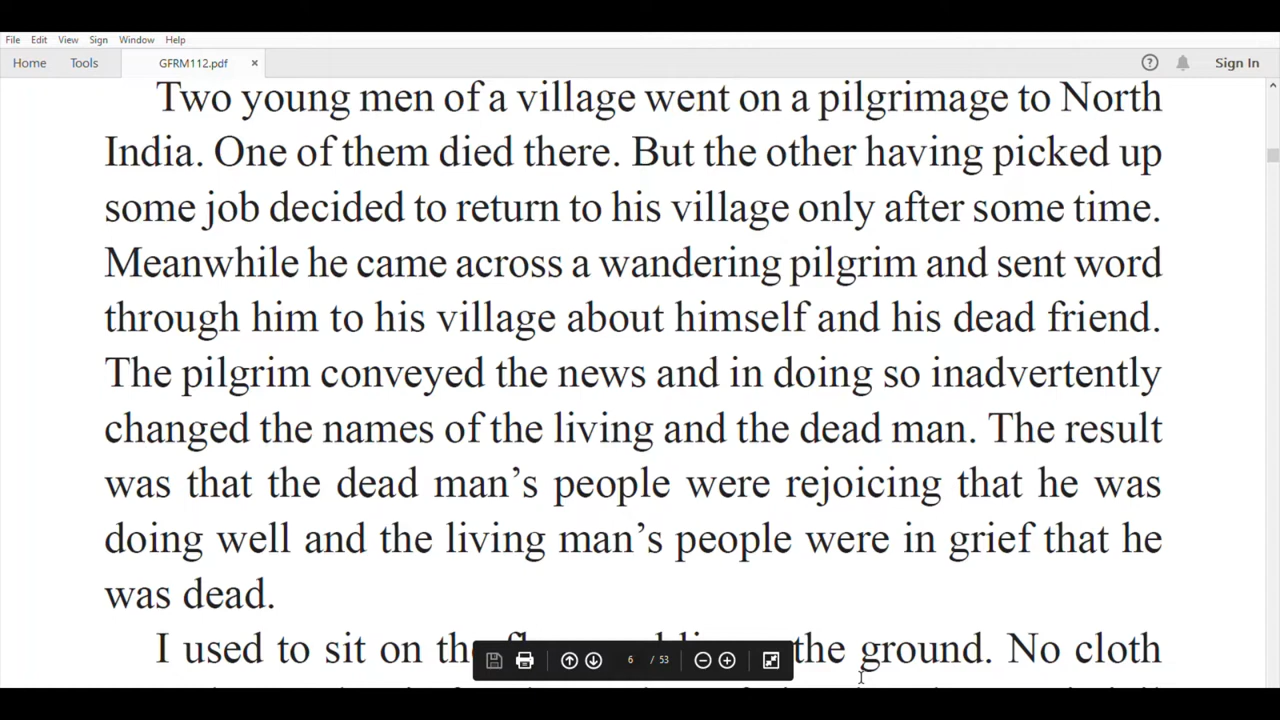 File Edit View Sign Window Help
Home Tools GFRM112.pdf × Sign In
Two young men of a village went on a pilgrimage to North
India. One of them died there. But the other having picked up
some job decided to return to his village only after some time.
Meanwhile he came across a wandering pilgrim and sent word
through him to his village about himself and his dead friend.
The pilgrim conveyed the news and in doing so inadvertently
changed the names of the living and the dead man. The result
was that the dead man’s people were rejoicing that he was
doing well and the living man’s people were in grief that he
was dead.
I used to sit on the ground. No cloth
6 / 53